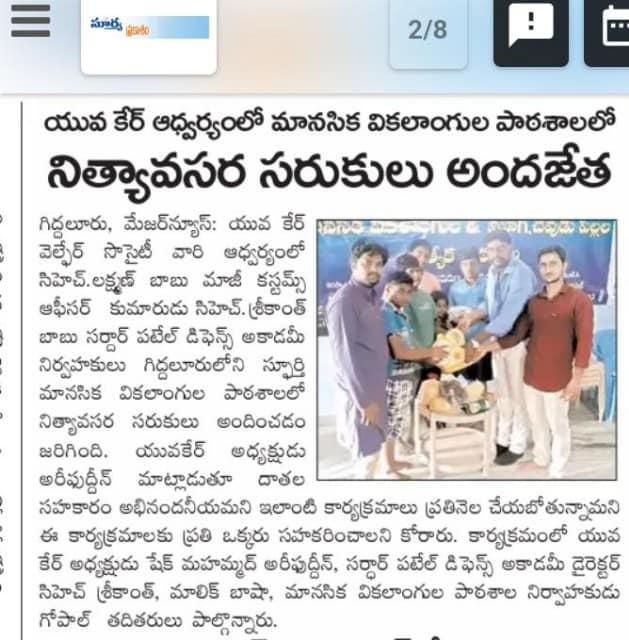 సూర్య
ప్రకాశం
2/8
యువ కేర్ ఆధ్వర్యంలో మానసిక వికలాంగుల పాఠశాలలో
నిత్యావసర సరుకులు అందజేత
గిద్దలూరు, మేజర్‌న్యూస్: యువ కేర్
వెల్ఫేర్ సొసైటీ వారి ఆధ్వర్యంలో
సిహెచ్.లక్ష్మణ్ బాబు మాజీ కస్టమ్స్
ఆఫీసర్ కుమారుడు సిహెచ్.శ్రీకాంత్
బాబు సర్దార్ పటేల్ డిఫెన్స్ అకాడమీ
నిర్వహకులు గిద్దలూరులోని స్ఫూర్తి
మానసిక వికలాంగుల పాఠశాలలో
నిత్యావసర సరుకులు అందించడం
జరిగింది. యువకేర్ అధ్యక్షుడు
అరీఫుద్దీన్ మాట్లాడుతూ దాతల
సహకారం అభినందనీయమని ఇలాంటి కార్యక్రమాలు ప్రతినెల చేయబోతున్నామని
ఈ కార్యక్రమాలకు ప్రతి ఒక్కరు సహకరించాలని కోరారు. కార్యక్రమంలో యువ
కేర్ అధ్యక్షుడు షేక్ మహమ్మద్ అరీఫుద్దీన్, సర్ధార్ పటేల్ డిఫెన్స్ అకాడమీ డైరెక్టర్
సిహెచ్ శ్రీకాంత్, మాలిక్ బాషా, మానసిక వికలాంగుల పాఠశాల నిర్వాహకుడు
గోపాల్ తదితరులు పాల్గొన్నారు.